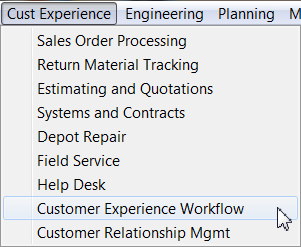 Cust Experience Engineering Planning M
Sales Order Processing
Return Material Tracking
Estimating and Quotations
Systems and Contracts
Depot Repair
Field Service
Help Desk
Customer Experience Workflow
Customer Relationship Mgmt